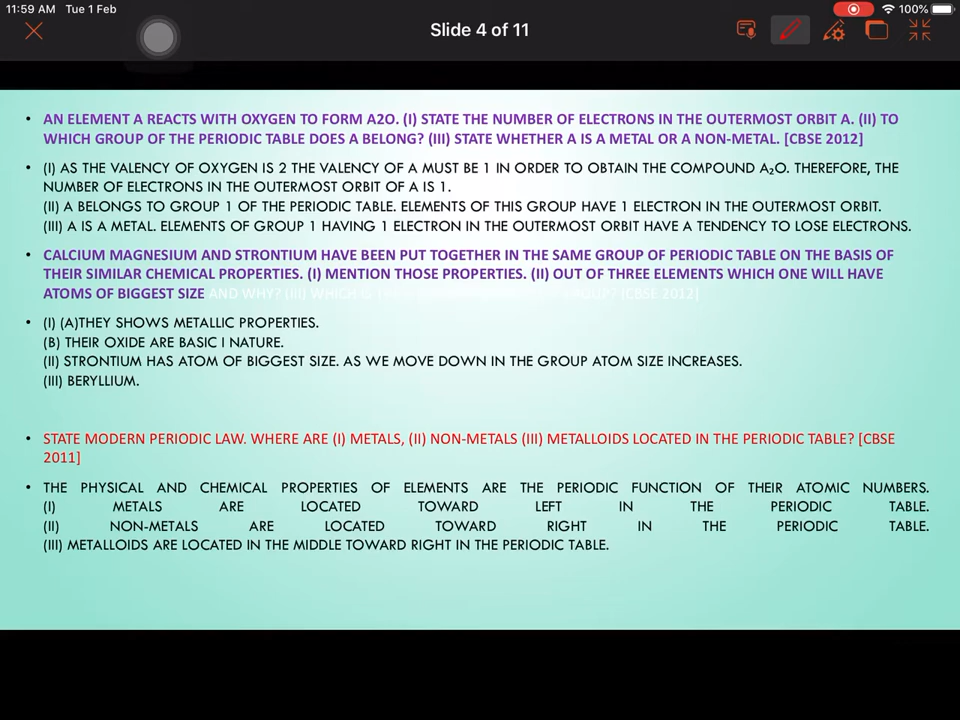 11:59 AM Tue 1 Feb
100%
Slide 4 of 11
• AN ELEMENT A REACTS WITH OXYGEN TO FORM A2O. (I) STATE THE NUMBER OF ELECTRONS IN THE OUTERMOST ORBIT A. (II) TO
WHICH GROUP OF THE PERIODIC TABLE DOES A BELONG? (III) STATE WHETHER A IS A METAL OR A NON-METAL. [CBSE 2012]
• (I) AS THE VALENCY OF OXYGEN IS 2 THE VALENCY OF A MUST BE 1 IN ORDER TO OBTAIN THE COMPOUND A₂O. THEREFORE, THE
NUMBER OF ELECTRONS IN THE OUTERMOST ORBIT OF A IS 1.
(II) A BELONGS TO GROUP 1 OF THE PERIODIC TABLE. ELEMENTS OF THIS GROUP HAVE 1 ELECTRON IN THE OUTERMOST ORBIT.
(III) A IS A METAL. ELEMENTS OF GROUP 1 HAVING 1 ELECTRON IN THE OUTERMOST ORBIT HAVE A TENDENCY TO LOSE ELECTRONS.
• CALCIUM MAGNESIUM AND STRONTIUM HAVE BEEN PUT TOGETHER IN THE SAME GROUP OF PERIODIC TABLE ON THE BASIS OF
THEIR SIMILAR CHEMICAL PROPERTIES. (I) MENTION THOSE PROPERTIES. (II) OUT OF THREE ELEMENTS WHICH ONE WILL HAVE
ATOMS OF BIGGEST SIZE AND WHY? (III) WHICH IS GROUP? [CBSE 2012]
• (I) (A)THEY SHOWS METALLIC PROPERTIES.
(B) THEIR OXIDE ARE BASIC I NATURE.
(II) STRONTIUM HAS ATOM OF BIGGEST SIZE. AS WE MOVE DOWN IN THE GROUP ATOM SIZE INCREASES.
(III) BERYLLIUM.
• STATE MODERN PERIODIC LAW. WHERE ARE (I) METALS, (II) NON-METALS (III) METALLOIDS LOCATED IN THE PERIODIC TABLE? [CBSE
2011]
• THE PHYSICAL AND CHEMICAL PROPERTIES OF ELEMENTS ARE THE PERIODIC FUNCTION OF THEIR ATOMIC NUMBERS.
(I) METALS ARE LOCATED TOWARD LEFT IN THE PERIODIC TABLE.
(II) NON-METALS ARE LOCATED TOWARD RIGHT IN THE PERIODIC TABLE.
(III) METALLOIDS ARE LOCATED IN THE MIDDLE TOWARD RIGHT IN THE PERIODIC TABLE.